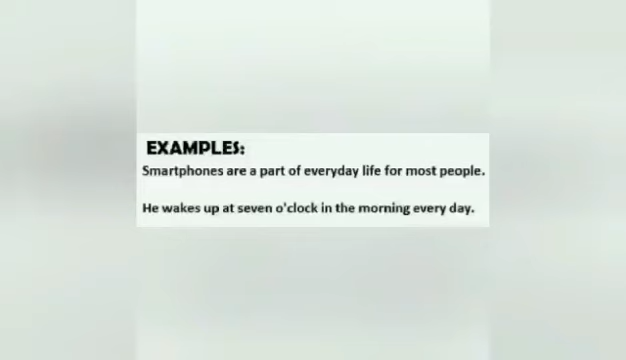 EXAMPLES:
Smartphones are a part of everyday life for most people.
He wakes up at seven o'clock in the morning every day.